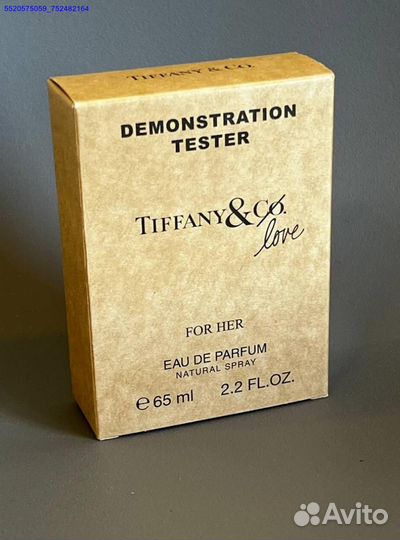 5520575059_752482164
TIFFANY & CO.
DEMONSTRATION
TESTER
TIFFANY & CO.
love
FOR HER
EAU DE PARFUM
NATURAL SPRAY
e 65 ml 2.2 FL.OZ.
Avito